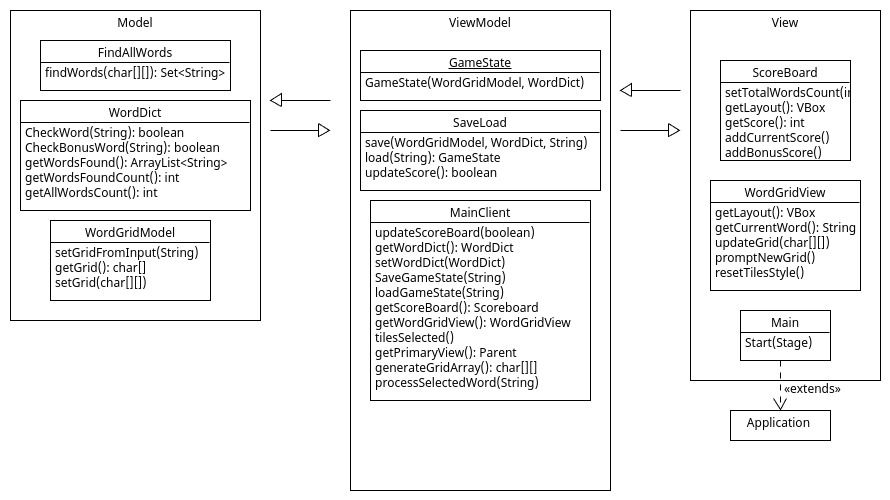 Model
FindAllWords
findWords(char[][]): Set<String>
WordDict
CheckWord(String): boolean
CheckBonusWord(String): boolean
getWordsFound(): ArrayList<String>
getWordsFoundCount(): int
getAllWordsCount(): int
WordGridModel
setGridFromInput(String)
getGrid(): char[]
setGrid(char[][])
ViewModel
GameState
GameState(WordGridModel, WordDict)
SaveLoad
save(WordGridModel, WordDict, String)
load(String): GameState
updateScore(): boolean
MainClient
updateScoreBoard(boolean)
getWordDict(): WordDict
setWordDict(WordDict)
SaveGameState(String)
loadGameState(String)
getScoreBoard(): Scoreboard
getWordGridView(): WordGridView
tilesSelected()
getPrimaryView(): Parent
generateGridArray(): char[][]
processSelectedWord(String)
View
ScoreBoard
setTotalWordsCount(i
getLayout(): VBox
getScore(): int
addCurrentScore()
addBonusScore()
WordGridView
getLayout(): VBox
getCurrentWord(): String
updateGrid(char[][])
promptNewGrid()
resetTilesStyle()
Main
Start(Stage)
«extends»
Application